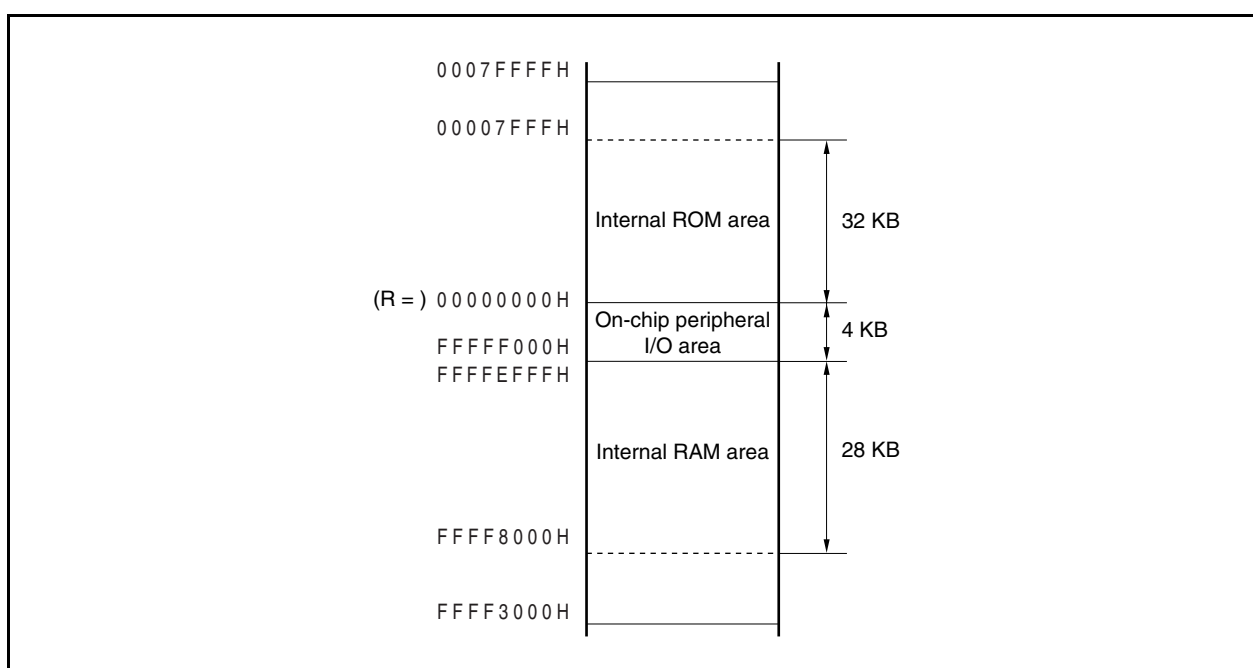 0007FFFFH
00007FFFH
Internal ROM area
32 KB
(R = ) 00000000H
On-chip peripheral
I/O area
4 KB
FFFFF000H
FFFFEFFFH
Internal RAM area
28 KB
FFFF8000H
FFFF3000H